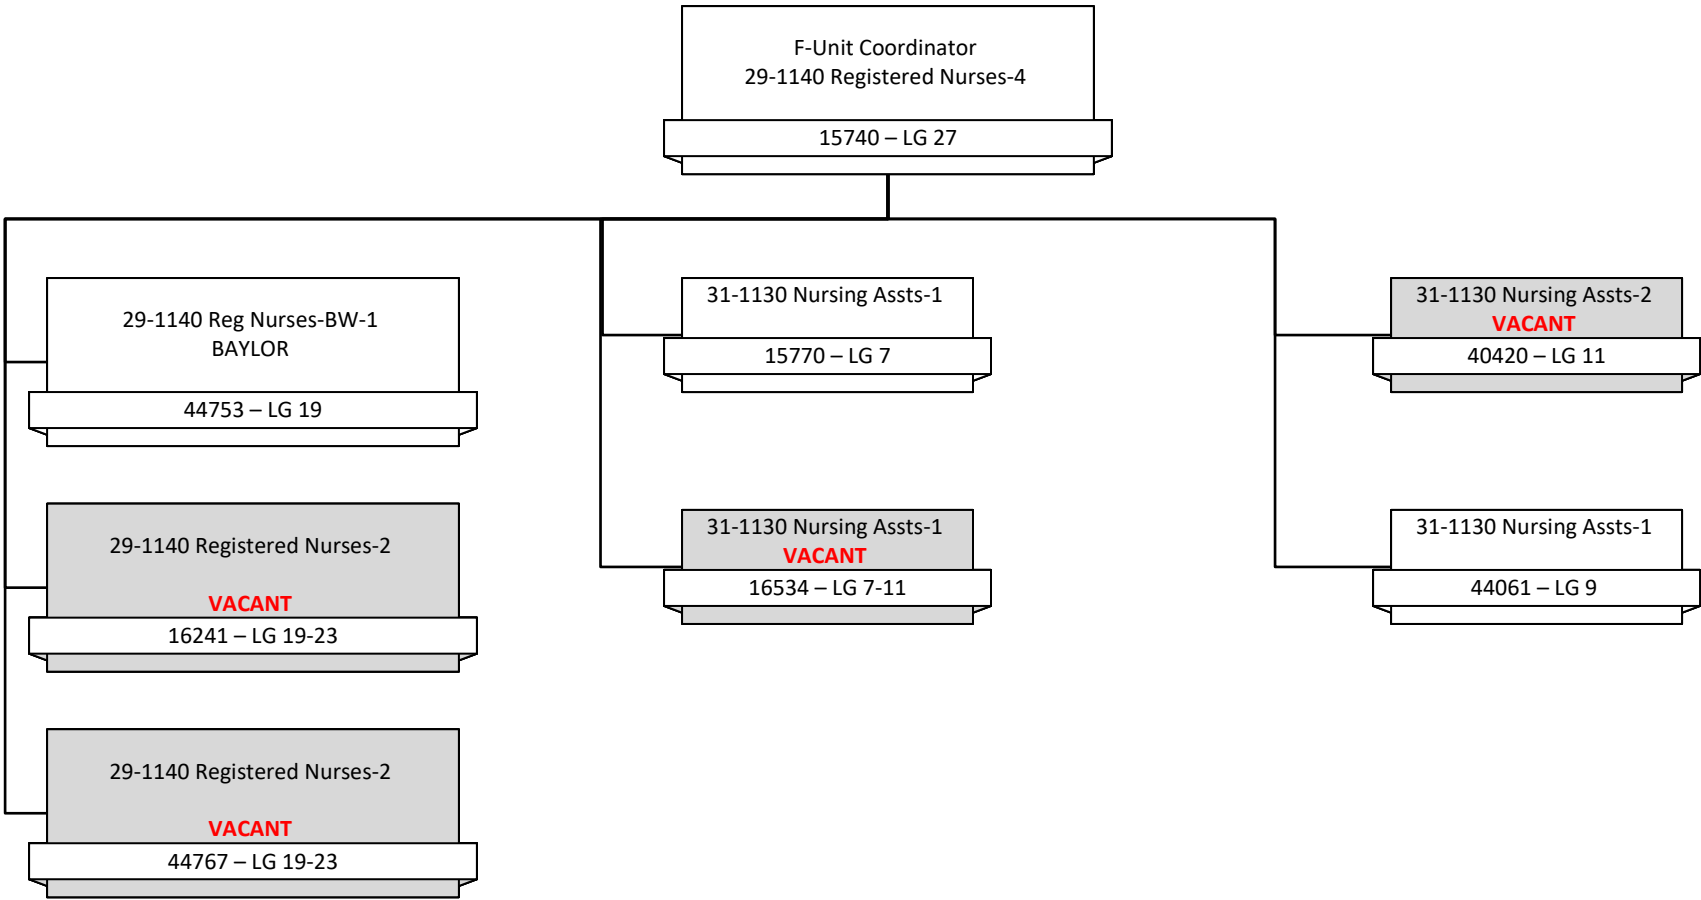 F-Unit Coordinator
29-1140 Registered Nurses-4
15740 – LG 27
29-1140 Reg Nurses-BW-1
BAYLOR
44753 – LG 19
29-1140 Registered Nurses-2
VACANT
16241 – LG 19-23
29-1140 Registered Nurses-2
VACANT
44767 – LG 19-23
31-1130 Nursing Assts-1
15770 – LG 7
31-1130 Nursing Assts-1
VACANT
16534 – LG 7-11
31-1130 Nursing Assts-2
VACANT
40420 – LG 11
31-1130 Nursing Assts-1
44061 – LG 9